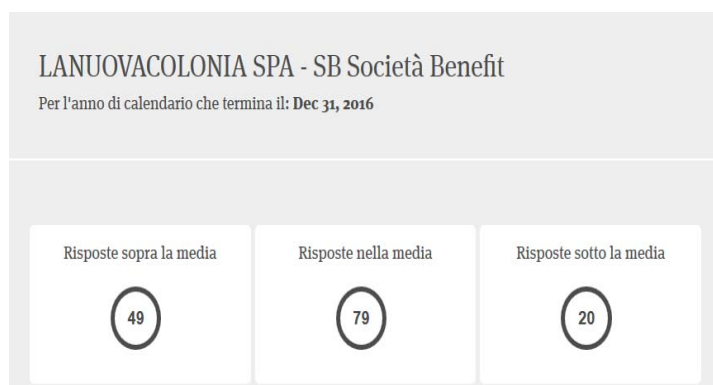 LANUOVACOLONIA SPA - SB Società Benefit
Per l'anno di calendario che termina il: Dec 31, 2016
Risposte sopra la media
Risposte nella media
Risposte sotto la media
49
79
20